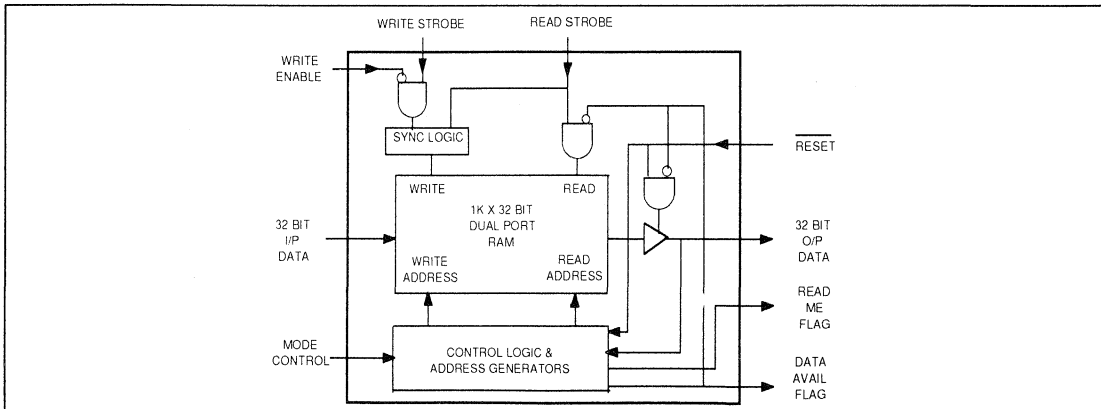 WRITE STROBE
READ STROBE
WRITE
ENABLE
SYNC LOGIC
RESET
WRITE
READ
1K X 32 BIT
DUAL PORT
RAM
32 BIT
I/P
DATA
32 BIT
O/P
DATA
WRITE
ADDRESS
READ
ADDRESS
READ
ME
FLAG
MODE
CONTROL
CONTROL LOGIC &
ADDRESS GENERATORS
DATA
AVAIL
FLAG